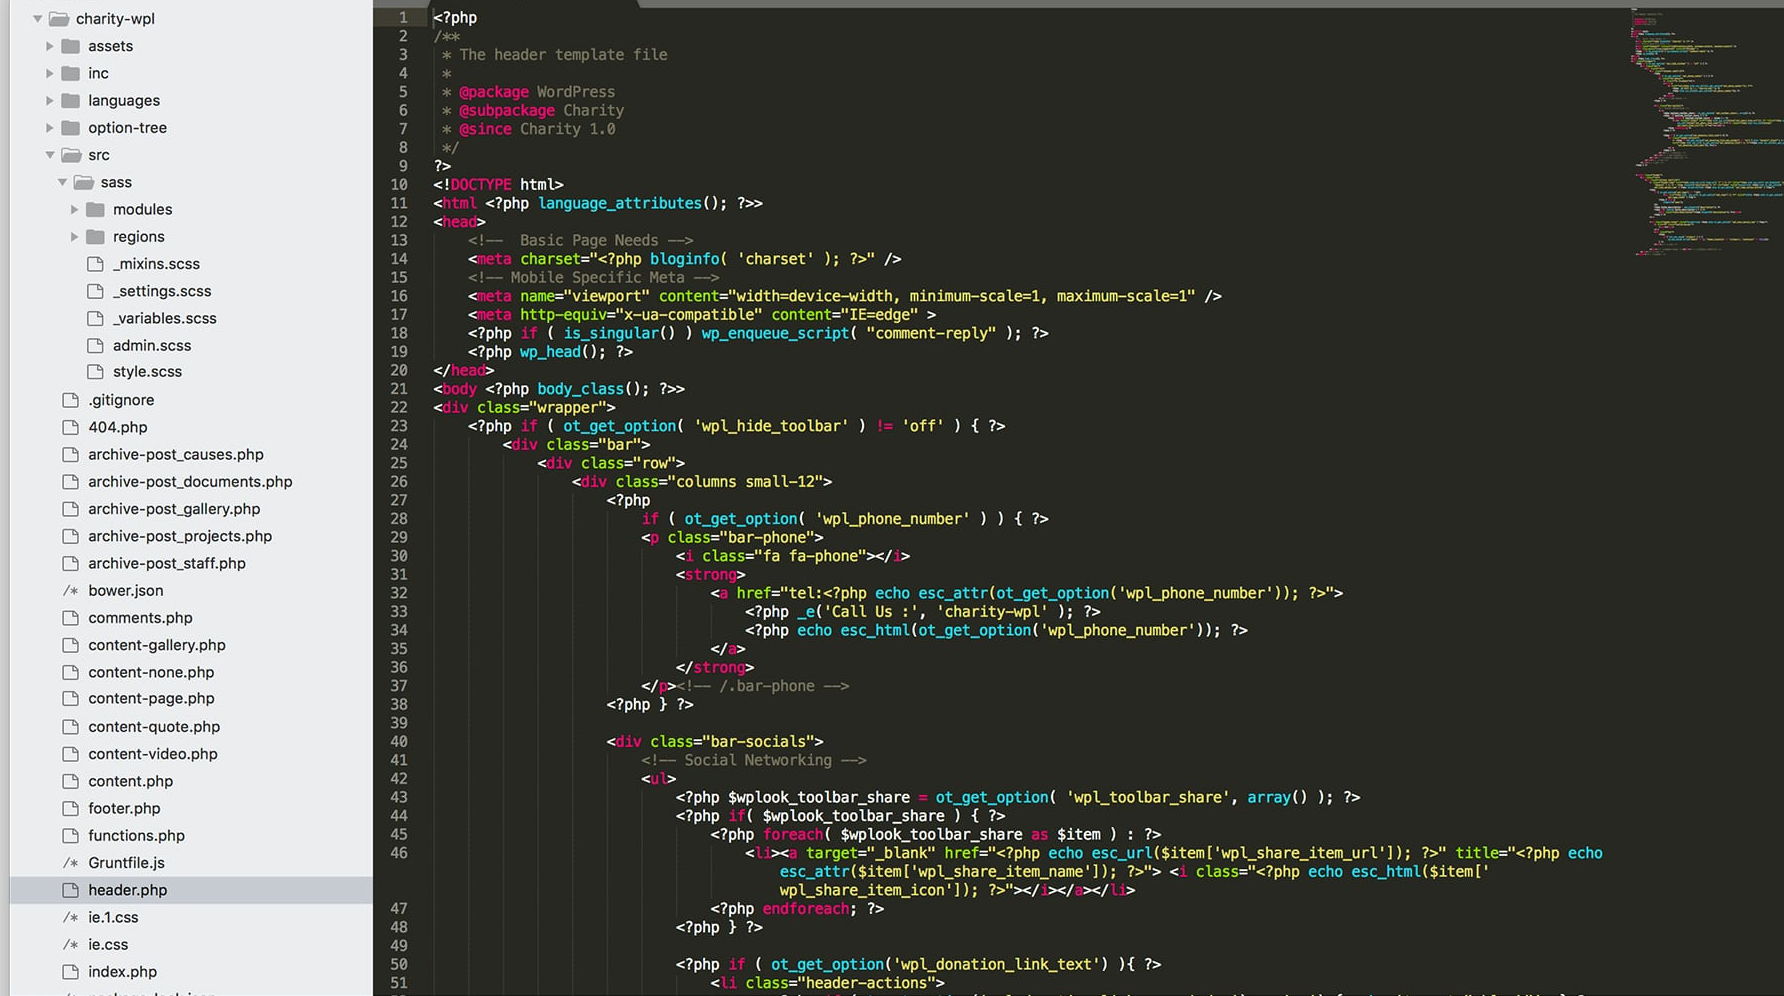 charity-wpl
assets
inc
languages
option-tree
src
sass
modules
regions
_mixins.scss
_settings.scss
_variables.scss
admin.scss
style.scss
.gitignore
404.php
archive-post_causes.php
archive-post_documents.php
archive-post_gallery.php
archive-post_projects.php
archive-post_staff.php
/* bower.json
comments.php
content-gallery.php
content-none.php
content-page.php
content-quote.php
content-video.php
content.php
footer.php
functions.php
/* Gruntfile.js
header.php
/* ie.1.css
/* ie.css
index.php
1 <?php
2 /**
3  * The header template file
4  *
5  * @package WordPress
6  * @subpackage Charity
7  * @since Charity 1.0
8  */
9 ?>
10 <!DOCTYPE html>
11 <html <?php language_attributes(); ?>>
12 <head>
13     <!--  Basic Page Needs -->
14     <meta charset="<?php bloginfo( 'charset' ); ?>" />
15     <!-- Mobile Specific Meta -->
16     <meta name="viewport" content="width=device-width, minimum-scale=1, maximum-scale=1" />
17     <meta http-equiv="x-ua-compatible" content="IE=edge" >
18     <?php if ( is_singular() ) wp_enqueue_script( "comment-reply" ); ?>
19     <?php wp_head(); ?>
20 </head>
21 <body <?php body_class(); ?>>
22 <div class="wrapper">
23     <?php if ( ot_get_option( 'wpl_hide_toolbar' ) != 'off' ) { ?>
24         <div class="bar">
25             <div class="row">
26                 <div class="columns small-12">
27                     <?php
28                         if ( ot_get_option( 'wpl_phone_number' ) ) { ?>
29                         <p class="bar-phone">
30                             <i class="fa fa-phone"></i>
31                             <strong>
32                                 <a href="tel:<?php echo esc_attr(ot_get_option('wpl_phone_number')); ?>">
33                                     <?php _e('Call Us :', 'charity-wpl' ); ?>
34                                     <?php echo esc_html(ot_get_option('wpl_phone_number')); ?>
35                                 </a>
36                             </strong>
37                         </p><!-- /.bar-phone -->
38                     <?php } ?>
39
40                     <div class="bar-socials">
41                         <!-- Social Networking -->
42                         <ul>
43                             <?php $wplook_toolbar_share = ot_get_option( 'wpl_toolbar_share', array() ); ?>
44                             <?php if( $wplook_toolbar_share ) { ?>
45                                 <?php foreach( $wplook_toolbar_share as $item ) : ?>
46                                     <li><a target="_blank" href="<?php echo esc_url($item['wpl_share_item_url']); ?>" title="<?php echo
esc_attr($item['wpl_share_item_name']); ?>"> <i class="<?php echo esc_html($item['
wpl_share_item_icon']); ?>"></i></a></li>
47                                 <?php endforeach; ?>
48                             <?php } ?>
49
50                             <?php if ( ot_get_option('wpl_donation_link_text') ){ ?>
51                                 <li class="header-actions">